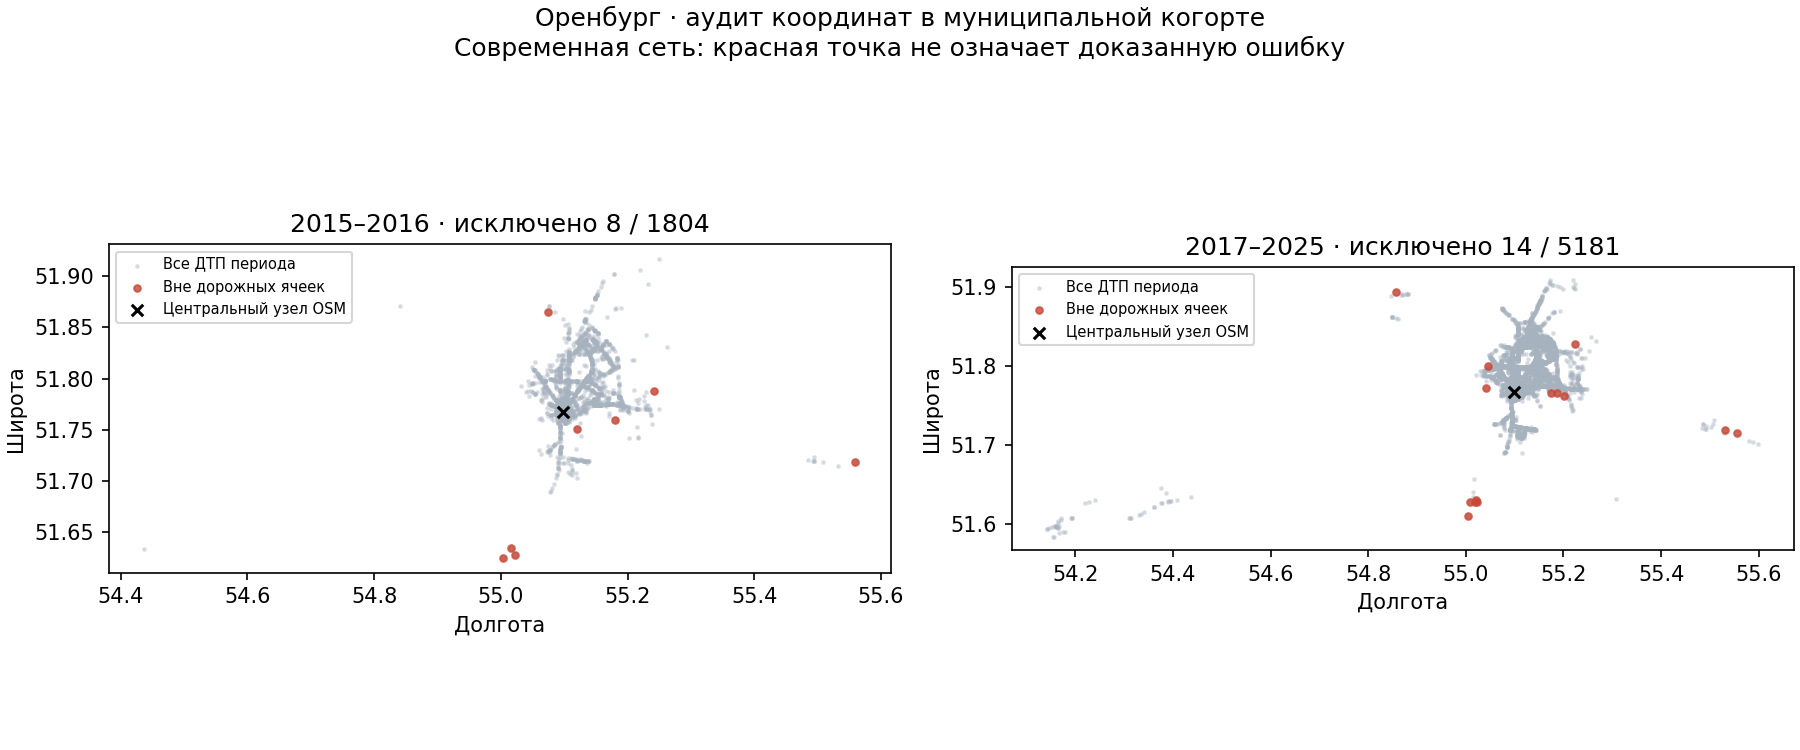 Оренбург · аудит координат в муниципальной когорте
Современная сеть: красная точка не означает доказанную ошибку
2015–2016 · исключено 8 / 1804
Все ДТП периода
Вне дорожных ячеек
Центральный узел OSM
Широта
51.90
51.85
51.80
51.75
51.70
51.65
54.4 54.6 54.8 55.0 55.2 55.4 55.6
Долгота
2017–2025 · исключено 14 / 5181
Все ДТП периода
Вне дорожных ячеек
Центральный узел OSM
Широта
51.9
51.8
51.7
51.6
54.2 54.4 54.6 54.8 55.0 55.2 55.4 55.6
Долгота